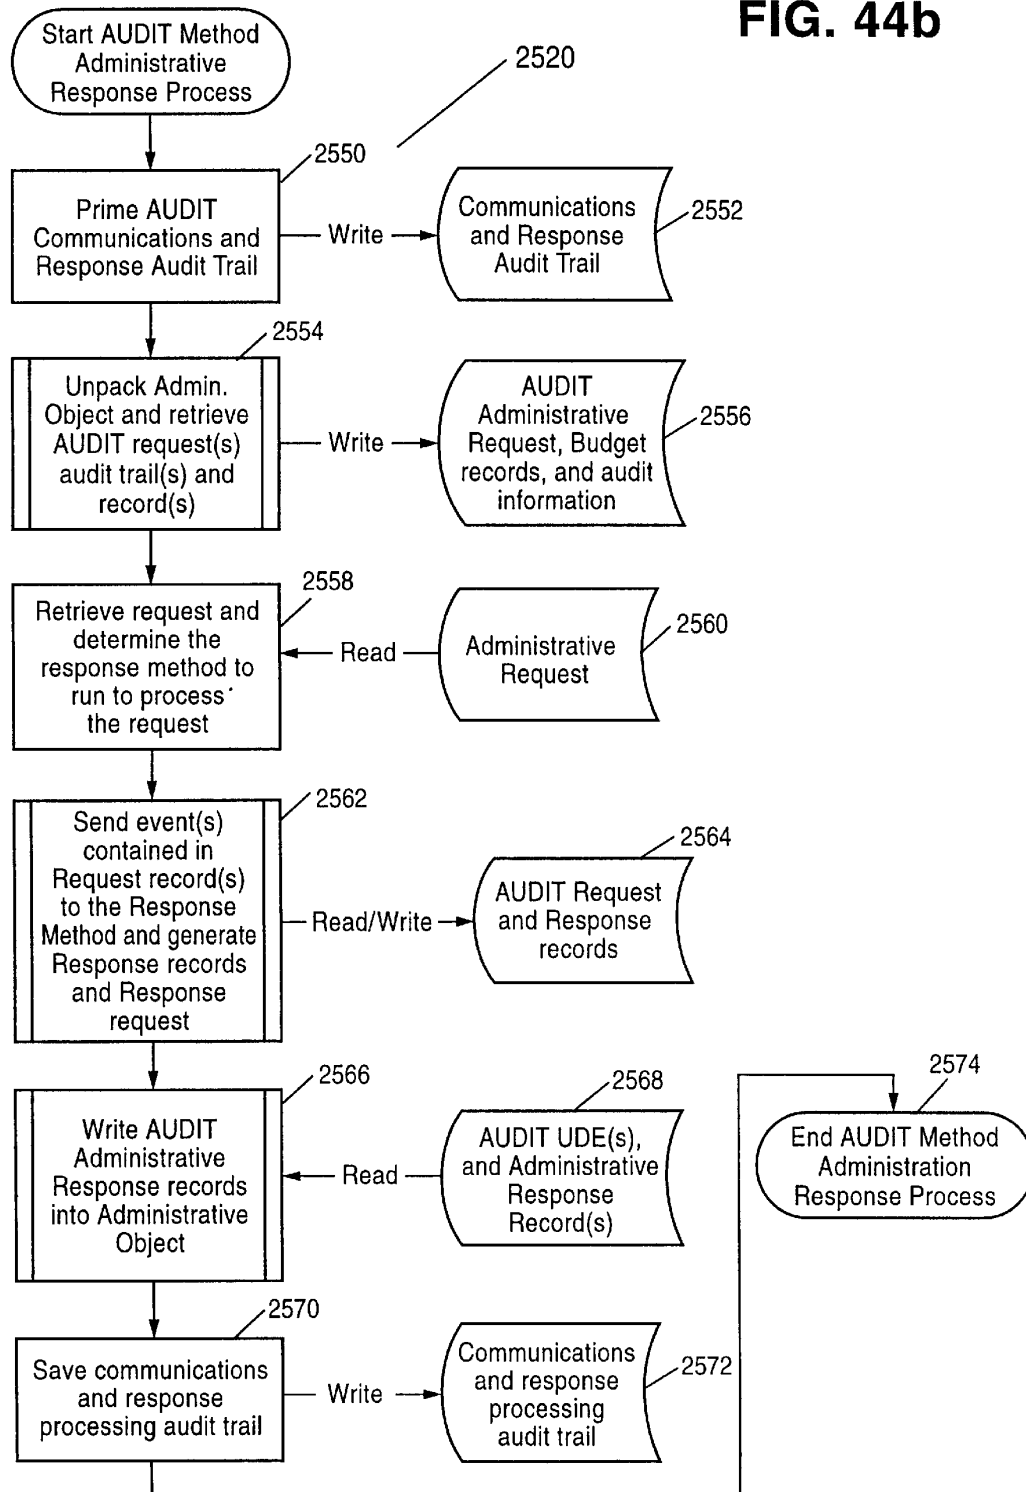 FIG. 44b
Start AUDIT Method
Administrative
Response Process
2520
2550
Prime AUDIT
Communications and
Response Audit Trail
Write
Communications
and Response
Audit Trail
2552
2554
Unpack Admin.
Object and retrieve
AUDIT request(s)
audit trail(s) and
record(s)
Write
AUDIT
Administrative
Request, Budget
records, and audit
information
2556
2558
Retrieve request and
determine the
response method to
run to process
the request
Read
Administrative
Request
2560
2562
Send event(s)
contained in
Request record(s)
to the Response
Method and generate
Response records
and Response
request
Read/Write
2564
AUDIT Request
and Response
records
2566
Write AUDIT
Administrative
Response records
into Administrative
Object
Read
2568
AUDIT UDE(s),
and Administrative
Response
Record(s)
2570
Save communications
and response
processing audit trail
Write
Communications
and response
processing
audit trail
2572
2574
End AUDIT Method
Administration
Response Process